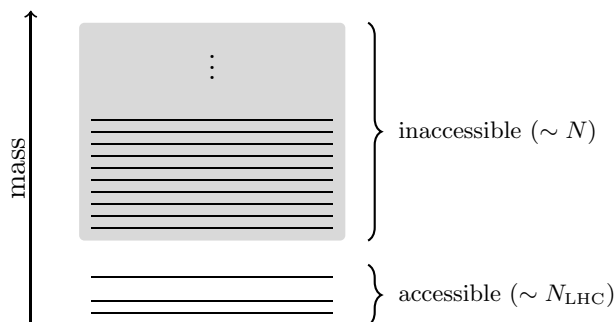 mass
⋮
inaccessible (∼ N)
accessible (∼ N_LHC)